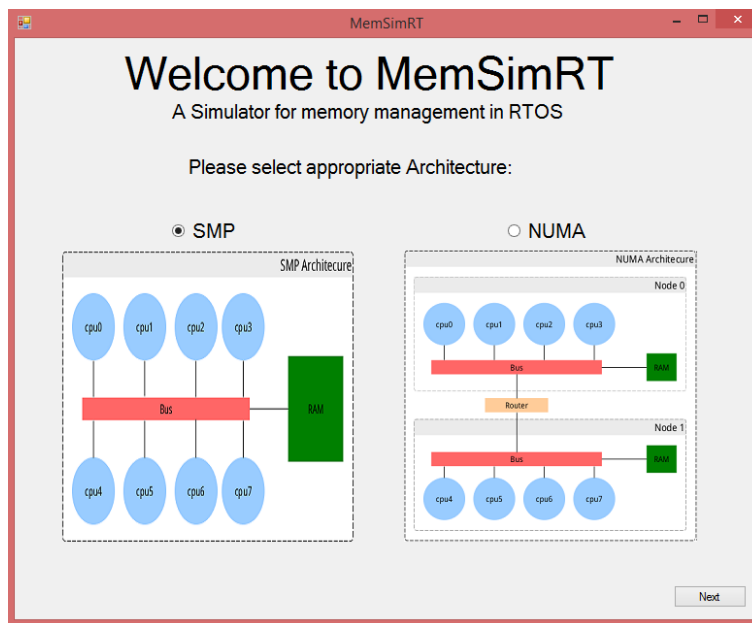 MemSimRT
Welcome to MemSimRT
A Simulator for memory management in RTOS
Please select appropriate Architecture:
SMP
SMP Architecure
cpu0 cpu1 cpu2 cpu3
Bus
RAM
cpu4 cpu5 cpu6 cpu7
NUMA
NUMA Architecure
Node 0
cpu0 cpu1 cpu2 cpu3
Bus
RAM
Router
Node 1
Bus
RAM
cpu4 cpu5 cpu6 cpu7
Next